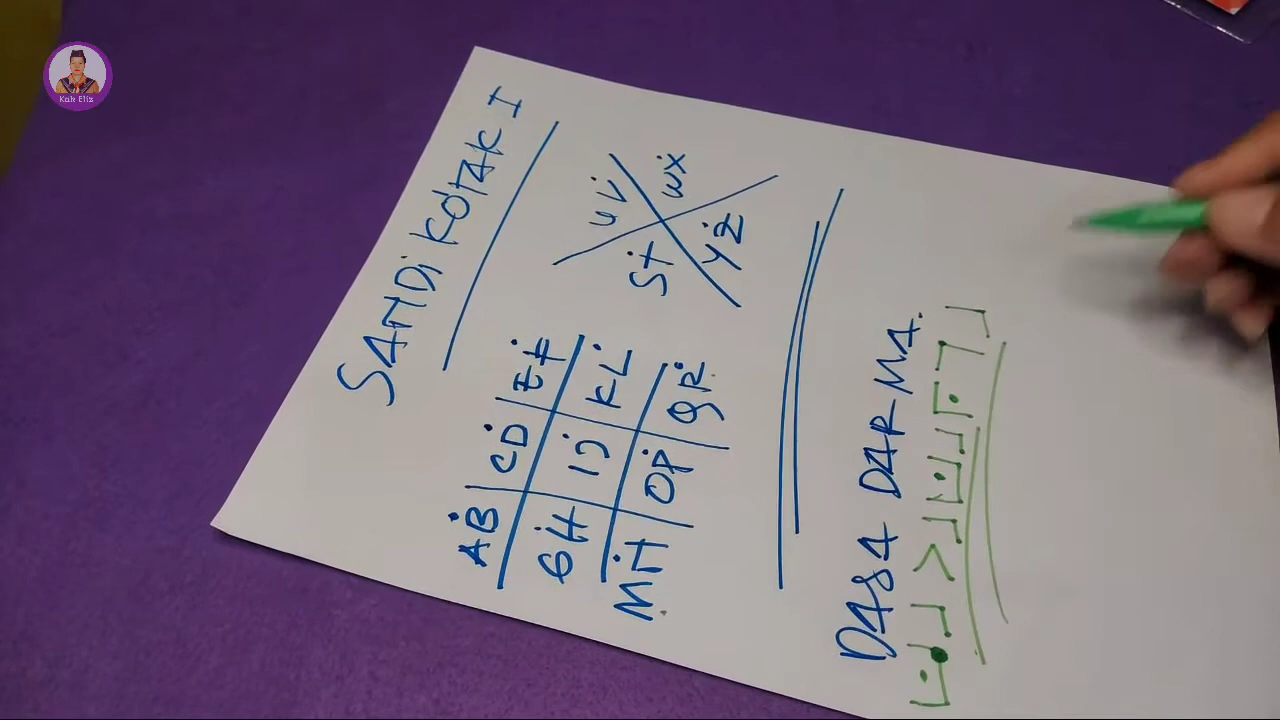 Kak Eliz
SANDI KOTAK I
AB CD EF
GH IJ KL
MN OP QR
UV
ST WX
YZ
DASA DARMA.